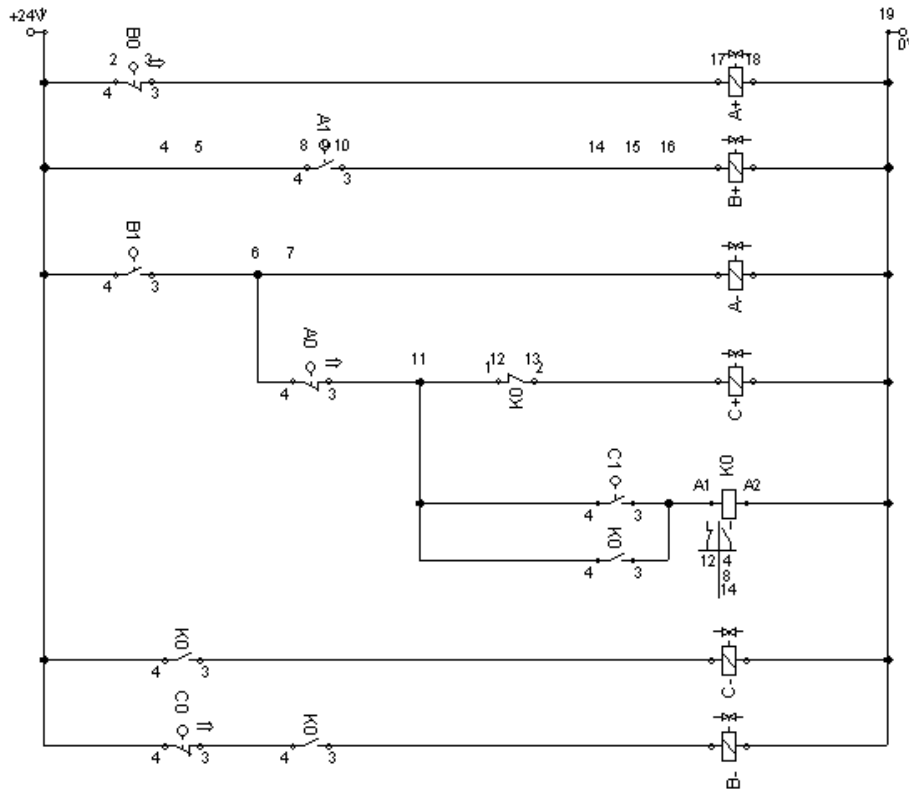 +24V 19
0V
B0
2 3 17 18
4 3
A+
A1
4 5 8 9 10 14 15 16
4 3
B+
B1
6 7
4 3
A-
A0
11 1 12 13 2
4 3
K0
C+
C1 K0
A1 A2
4 3
K0
12 4
4 3
8
14
K0
4 3
C-
C0 K0
4 3 4 3
B-